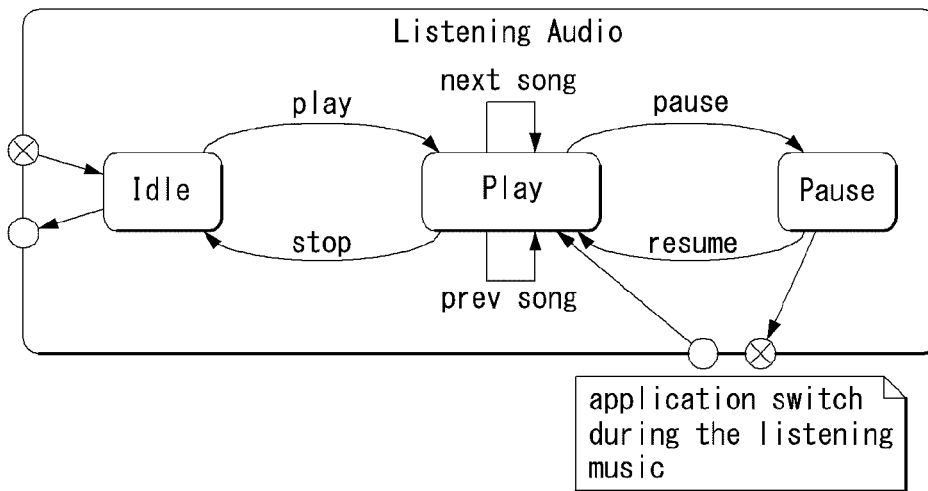 Listening Audio
next song
play
pause
Idle
Play
Pause
stop
resume
prev song
application switch
during the listening
music